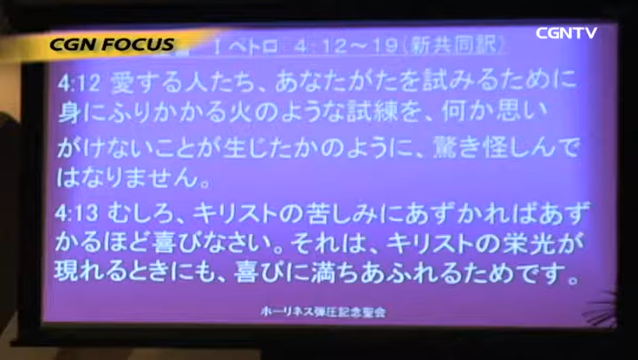 CGN FOCUS
CGNTV
Ⅰペトロ 4:12~19(新共同訳)
4:12 愛する人たち、あなたがたを試みるために
身にふりかかる火のような試練を、何か思い
がけないことが生じたかのように、驚き怪しんで
はなりません。
4:13 むしろ、キリストの苦しみにあずかればあず
かるほど喜びなさい。それは、キリストの栄光が
現れるときにも、喜びに満ちあふれるためです。
ホーリネス弾圧記念聖会